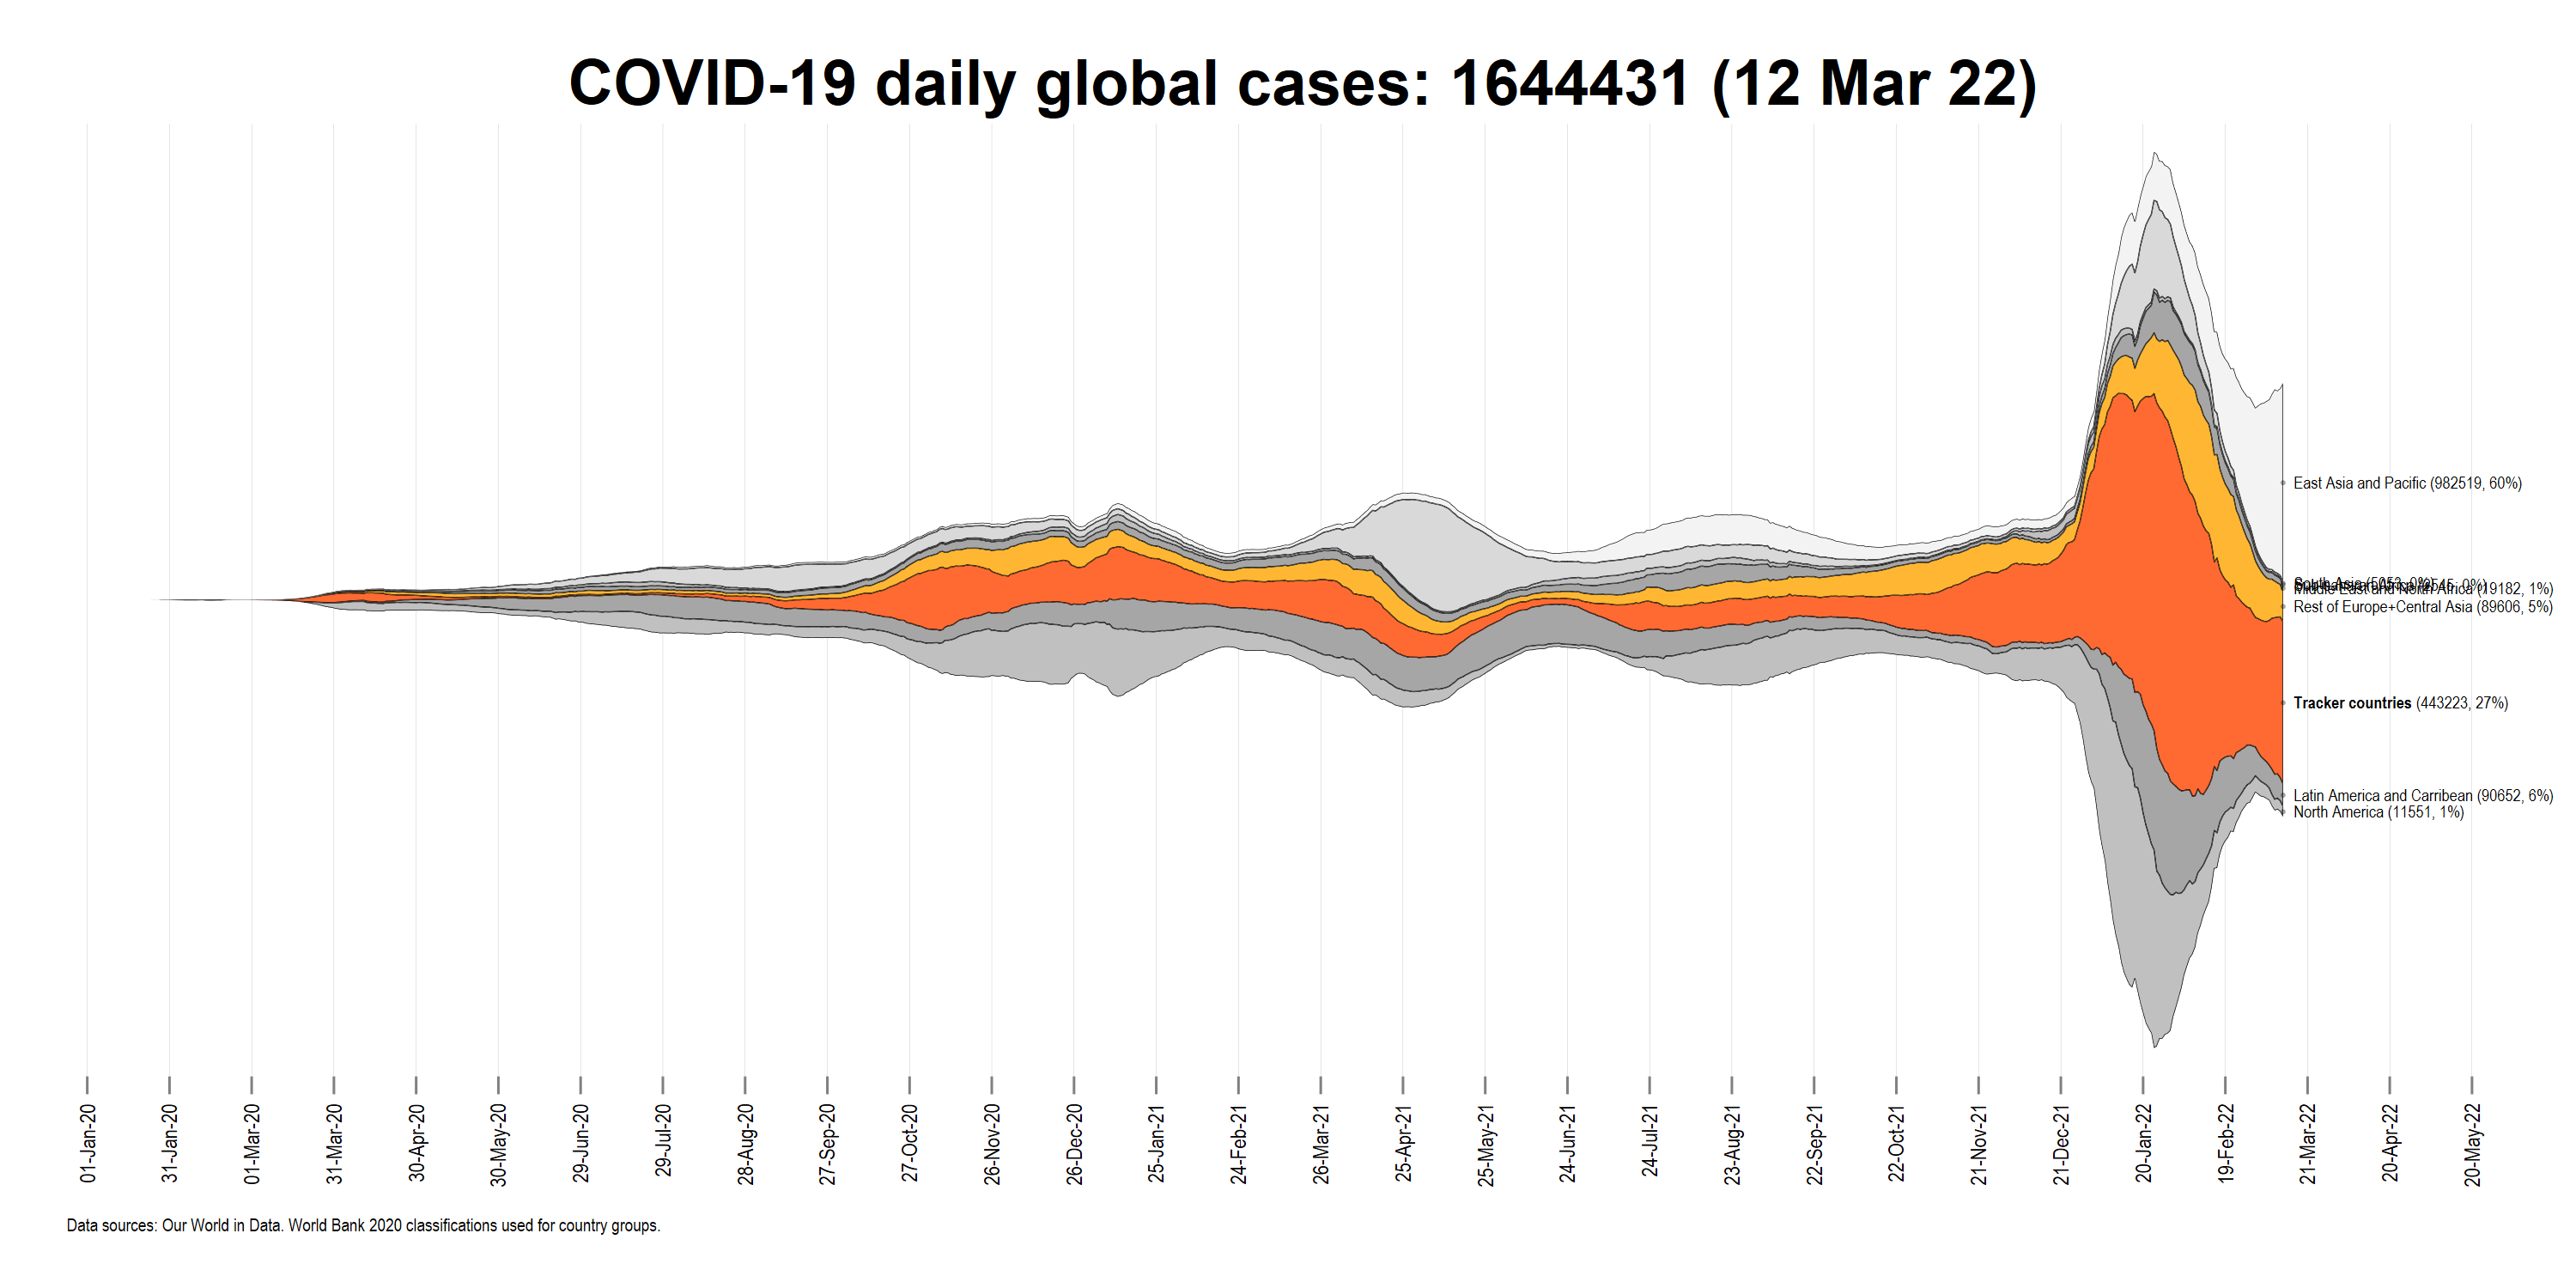 COVID-19 daily global cases: 1644431 (12 Mar 22)
East Asia and Pacific (982519, 60%)
South Asia (5053, 0%)
Middle East and North Africa (19182, 1%)
Rest of Europe+Central Asia (89606, 5%)
Tracker countries (443223, 27%)
Latin America and Carribean (90652, 6%)
North America (11551, 1%)
01-Jan-20
31-Jan-20
01-Mar-20
31-Mar-20
30-Apr-20
30-May-20
29-Jun-20
29-Jul-20
28-Aug-20
27-Sep-20
27-Oct-20
26-Nov-20
26-Dec-20
25-Jan-21
24-Feb-21
26-Mar-21
25-Apr-21
25-May-21
24-Jun-21
24-Jul-21
23-Aug-21
22-Sep-21
22-Oct-21
21-Nov-21
21-Dec-21
20-Jan-22
19-Feb-22
21-Mar-22
20-Apr-22
20-May-22
Data sources: Our World in Data. World Bank 2020 classifications used for country groups.